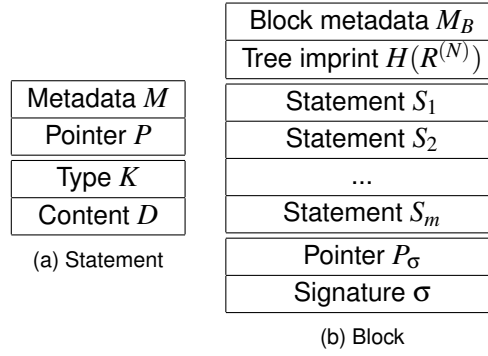 Metadata M
Pointer P
Type K
Content D
(a) Statement
Block metadata M_B
Tree imprint H(R^(N))
Statement S_1
Statement S_2
...
Statement S_m
Pointer P_σ
Signature σ
(b) Block